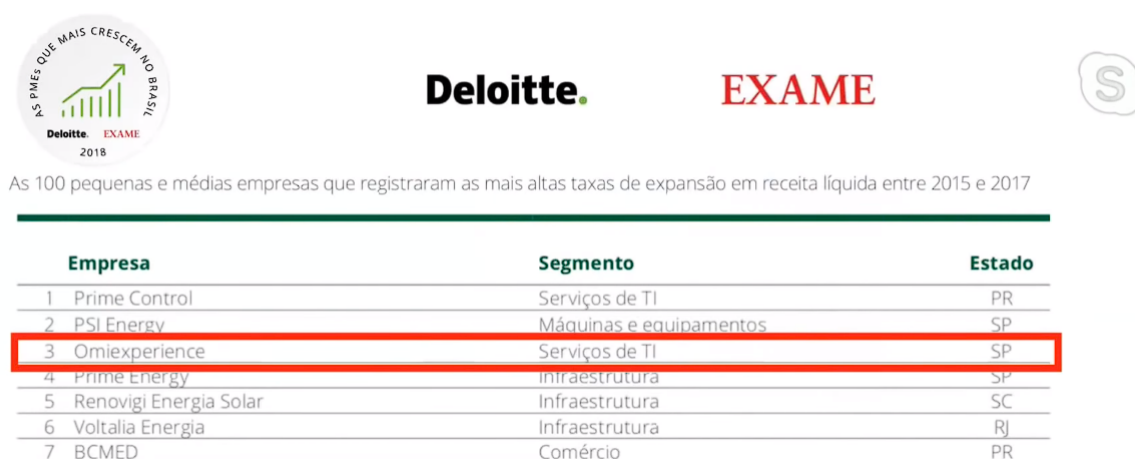 AS PMEs QUE MAIS CRESCEM NO BRASIL
Deloitte. EXAME
2018
Deloitte. EXAME
S
As 100 pequenas e médias empresas que registraram as mais altas taxas de expansão em receita líquida entre 2015 e 2017
Empresa Segmento Estado
1 Prime Control Serviços de TI PR
2 PSI Energy Máquinas e equipamentos SP
3 Omiexperience Serviços de TI SP
4 Prime Energy Infraestrutura SP
5 Renovigi Energia Solar Infraestrutura SC
6 Voltalia Energia Infraestrutura RJ
7 BCMED Comércio PR